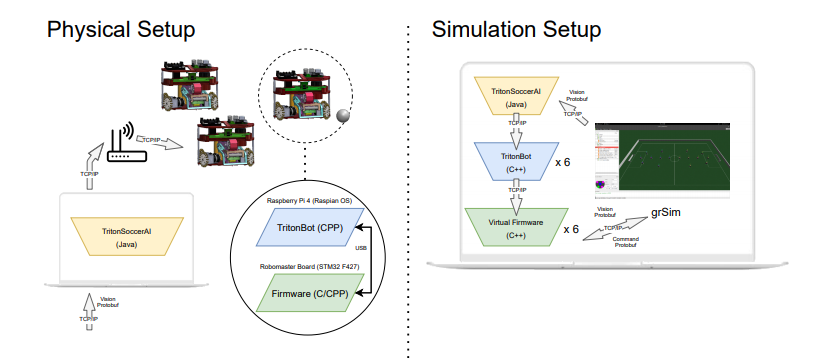 Physical Setup
TCP/IP
TCP/IP
TritonSoccerAI
(Java)
Vision
Protobuf
TCP/IP
Raspberry Pi 4 (Raspian OS)
TritonBot (CPP)
USB
Robomaster Board (STM32 F427)
Firmware (C/CPP)
Simulation Setup
TritonSoccerAI
(Java)
Vision
Protobuf
TCP/IP
TCP/IP
TritonBot
(C++)
x 6
TCP/IP
Virtual Firmware
(C++)
x 6
Vision
Protobuf
grSim
TCP/IP
Command
Protobuf